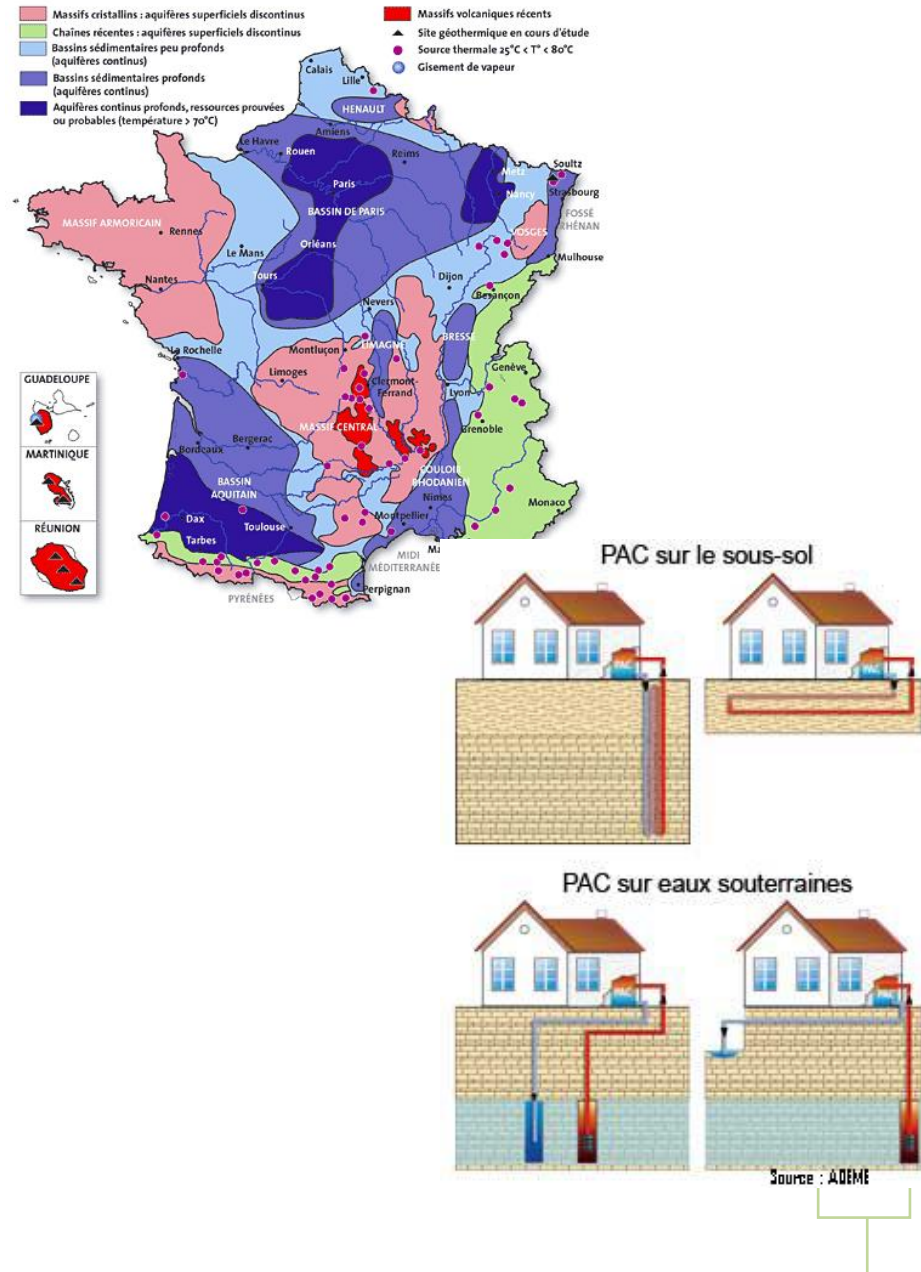 Massifs cristallins : aquifères superficiels discontinus
Chaînes récentes : aquifères superficiels discontinus
Bassins sédimentaires peu profonds
(aquifères continus)
Bassins sédimentaires profonds
(aquifères continus)
Aquifères continus profonds, ressources prouvées
ou probables (température > 70°C)
Massifs volcaniques récents
Site géothermique en cours d'étude
Source thermale 25°C < T° < 80°C
Gisement de vapeur
Calais
Lille
HENAULT
Amiens
Le Havre
Rouen
Reims
Metz
Soultz
Paris
Nancy
Strasbourg
MASSIF ARMORICAIN
BASSIN DE PARIS
FOSSÉ
RHÉNAN
Rennes
VOSGES
Le Mans
Orléans
Mulhouse
Nantes
Tours
Dijon
Besançon
Nevers
La Rochelle
Montluçon
LIMAGNE
BRESSE
Limoges
Genève
Clermont-
Ferrand
Lyon
MASSIF CENTRAL
Grenoble
Bergerac
Bordeaux
COULOIR
RHODANIEN
BASSIN
AQUITAIN
Nimes
Monaco
Dax
Toulouse
Montpellier
Tarbes
Ma
MIDI
MÉDITERRANÉE
PYRÉNÉES
Perpignan
GUADELOUPE
MARTINIQUE
RÉUNION
PAC sur le sous-sol
PAC
PAC
PAC sur eaux souterraines
PAC
PAC
Source : ADEME